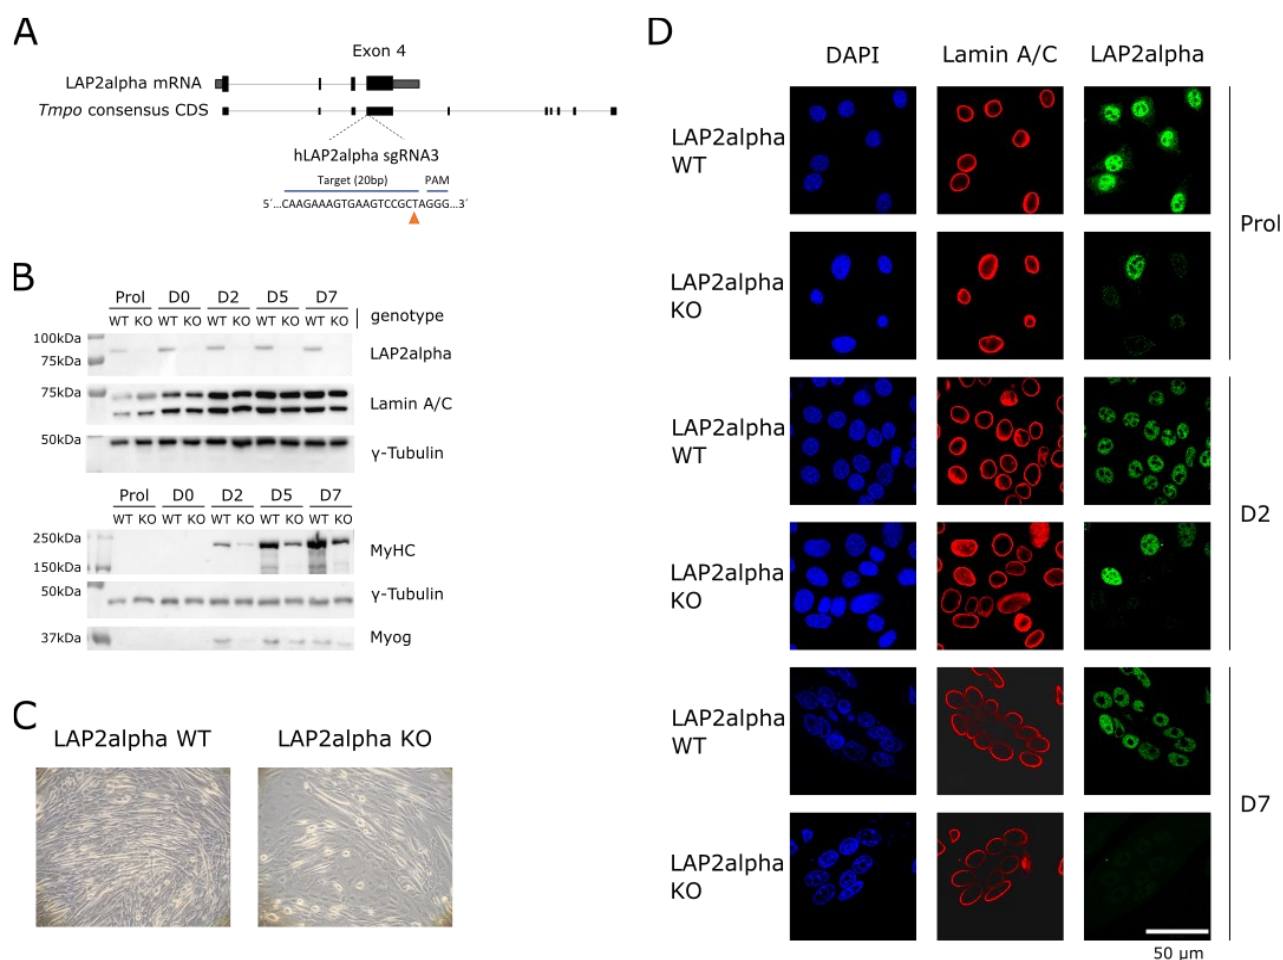 A
Exon 4
LAP2alpha mRNA
Tmpo consensus CDS
hLAP2alpha sgRNA3
Target (20bp) PAM
5´...CAAGAAAGTGAAGTCCGCTAGGG...3´
B
Prol D0 D2 D5 D7
WT KO WT KO WT KO WT KO WT KO genotype
100kDa
75kDa
LAP2alpha
75kDa
Lamin A/C
50kDa
γ-Tubulin
Prol D0 D2 D5 D7
WT KO WT KO WT KO WT KO WT KO
250kDa
MyHC
150kDa
50kDa
γ-Tubulin
37kDa
Myog
C
LAP2alpha WT LAP2alpha KO
D
DAPI Lamin A/C LAP2alpha
LAP2alpha
WT
Prol
LAP2alpha
KO
LAP2alpha
WT
D2
LAP2alpha
KO
LAP2alpha
WT
D7
LAP2alpha
KO
50 µm